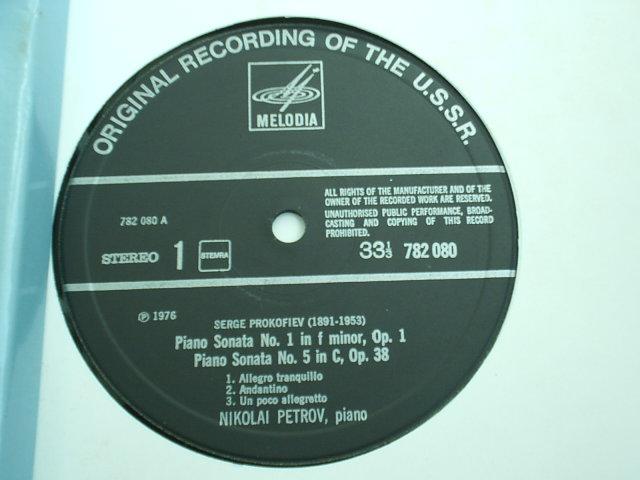 ORIGINAL RECORDING OF THE U.S.S.R.
MELODIA
ALL RIGHTS OF THE MANUFACTURER AND OF THE
OWNER OF THE RECORDED WORK ARE RESERVED.
UNAUTHORISED PUBLIC PERFORMANCE, BROAD-
CASTING AND COPYING OF THIS RECORD
PROHIBITED.
782 080 A
STEREO 1 STEMRA
33⅓ 782 080
℗ 1976
SERGE PROKOFIEV (1891-1953)
Piano Sonata No. 1 in f minor, Op. 1
Piano Sonata No. 5 in C, Op. 38
1. Allegro tranquillo
2. Andantino
3. Un poco allegretto
NIKOLAI PETROV, piano